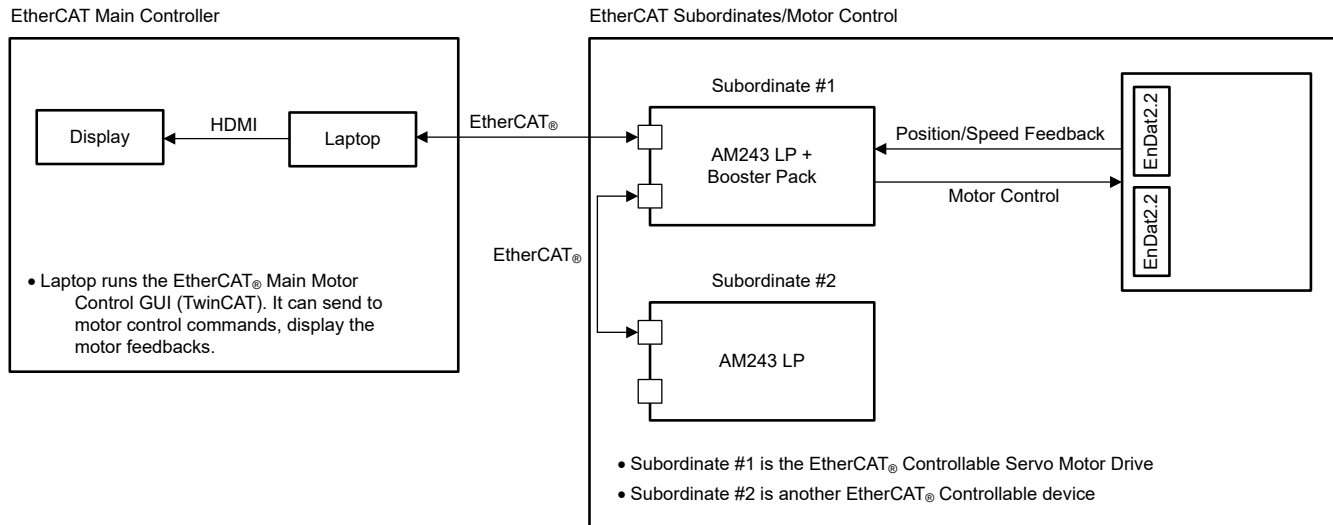 EtherCAT Main Controller
Display
HDMI
Laptop
• Laptop runs the EtherCAT® Main Motor
Control GUI (TwinCAT). It can send to
motor control commands, display the
motor feedbacks.
EtherCAT®
EtherCAT®
EtherCAT Subordinates/Motor Control
Subordinate #1
AM243 LP +
Booster Pack
Position/Speed Feedback
Motor Control
EnDat2.2
EnDat2.2
Subordinate #2
AM243 LP
• Subordinate #1 is the EtherCAT® Controllable Servo Motor Drive
• Subordinate #2 is another EtherCAT® Controllable device